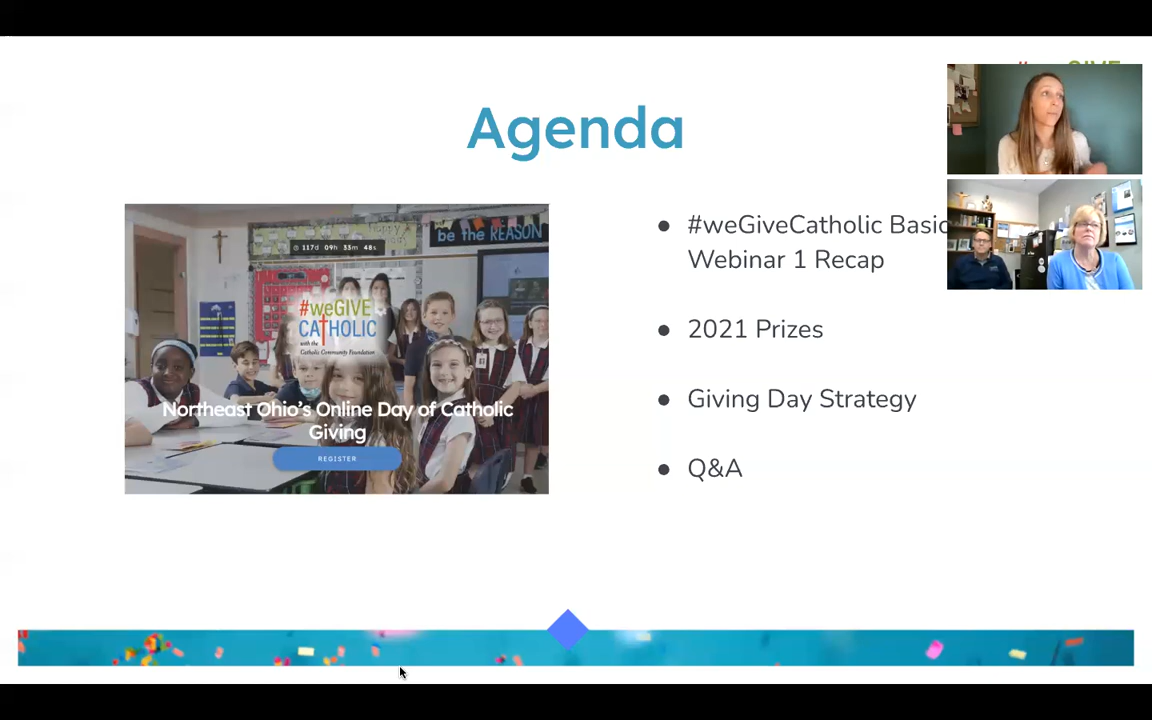 Agenda
GIVE
117d 09h 33m 48s
be the REASON
#weGIVE
CATHOLIC
with the
Catholic Community Foundation
Northeast Ohio's Online Day of Catholic
Giving
REGISTER
#weGiveCatholic Basic
Webinar 1 Recap
2021 Prizes
Giving Day Strategy
Q&A